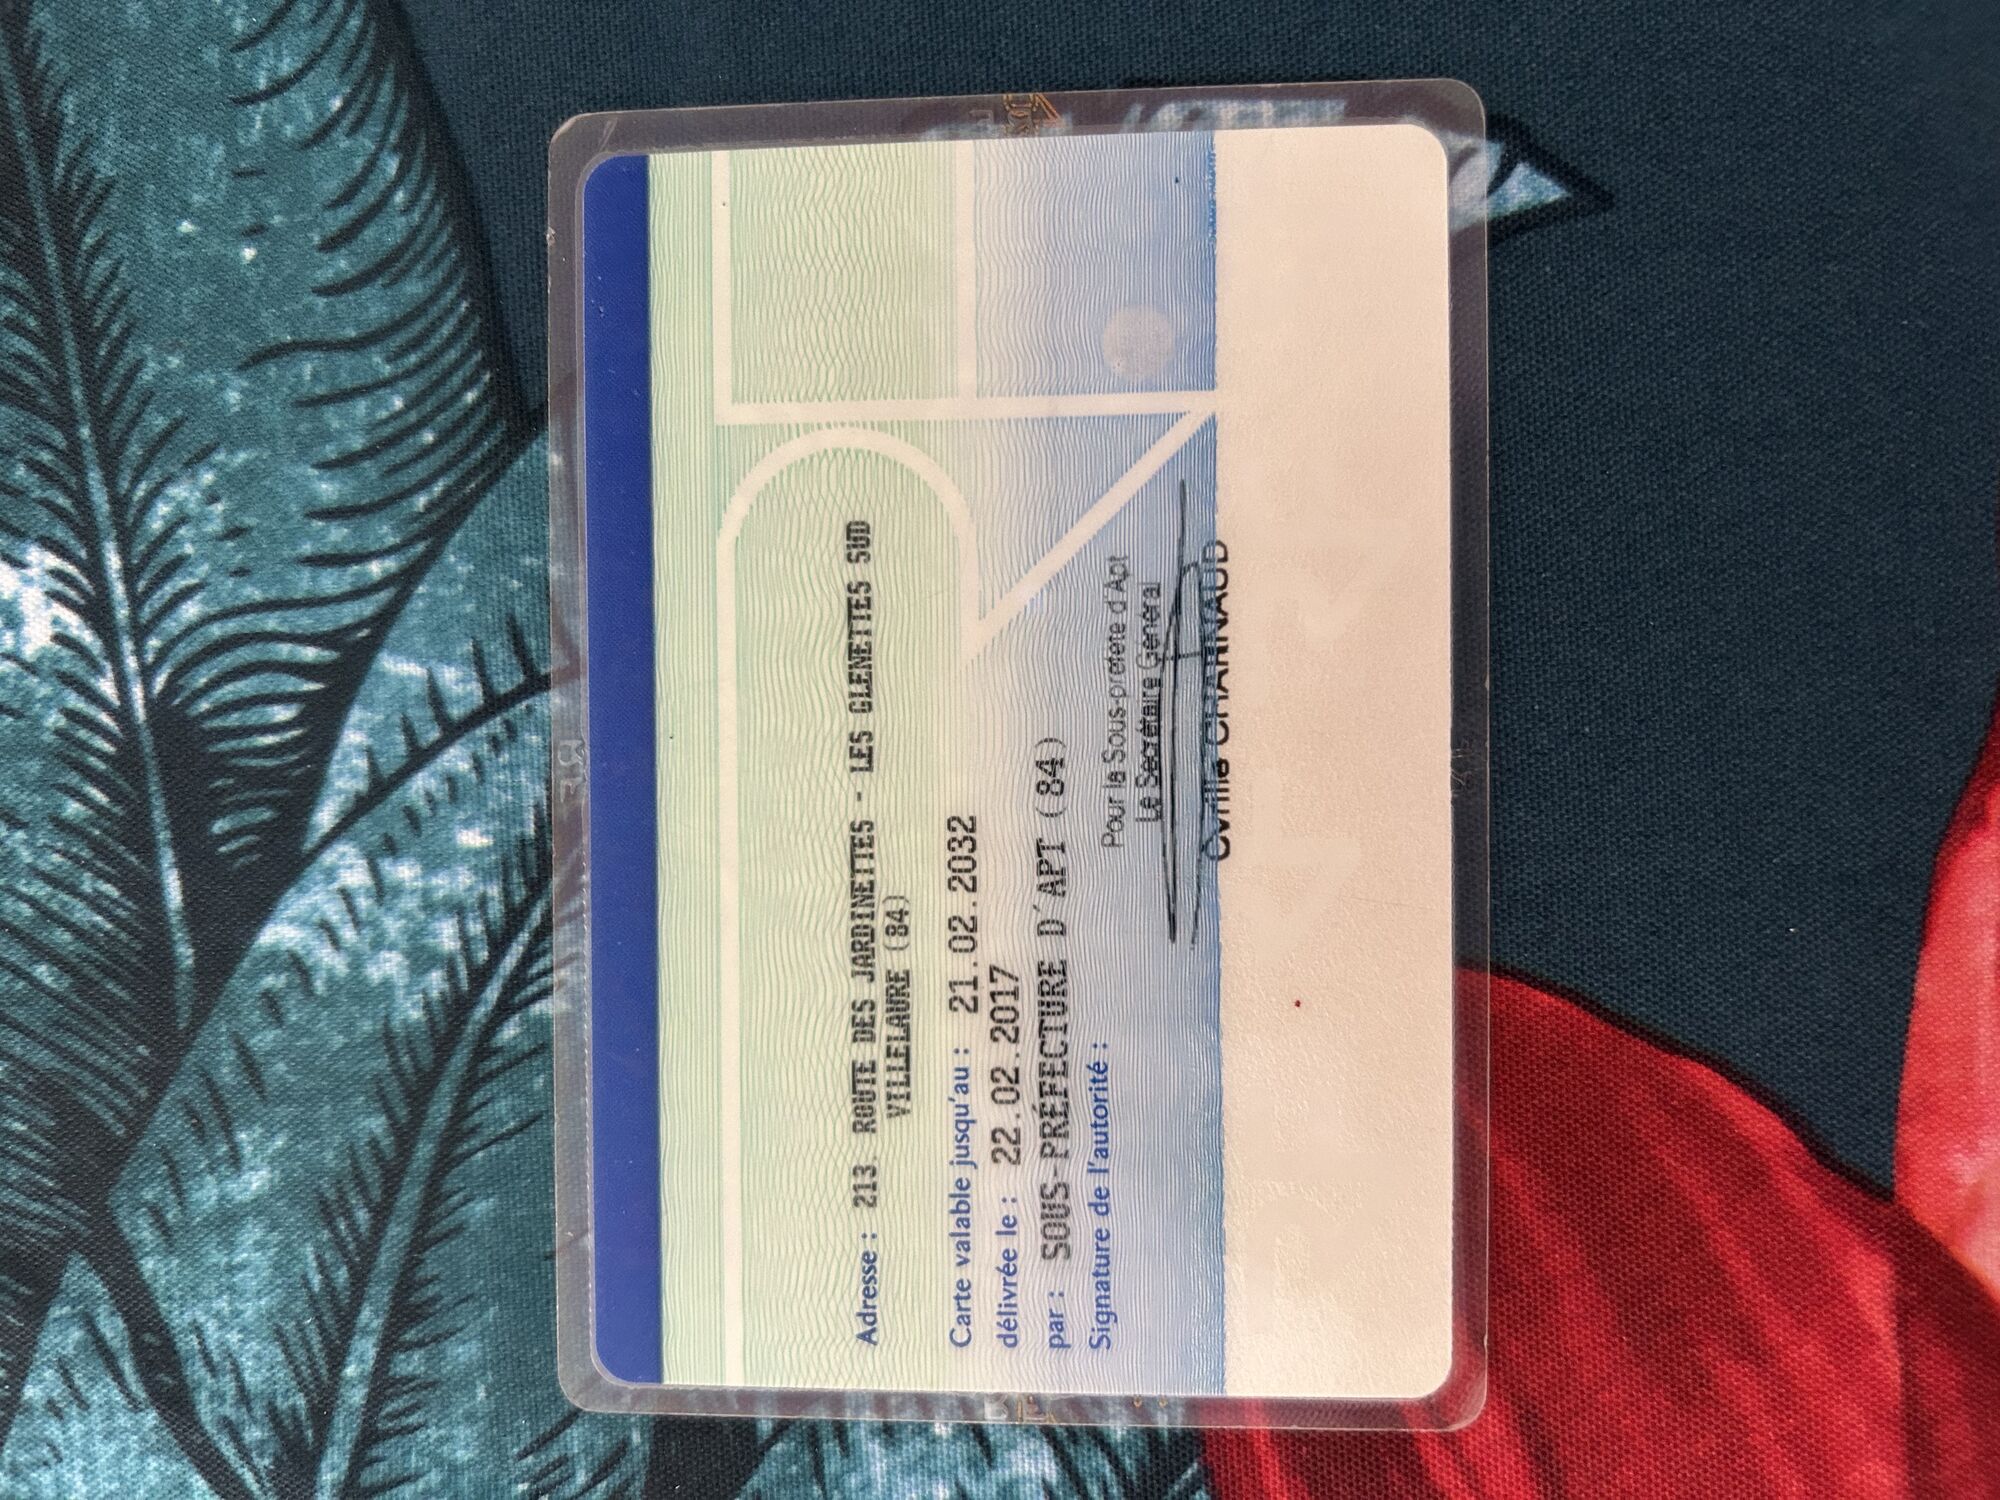 Adresse : 213, ROUTE DES JARDINETTES - LES GLENETTES SUD
VILLELAURE (84)
Carte valable jusqu'au : 21.02.2032
délivrée le : 22.02.2017
par : SOUS-PRÉFECTURE D'APT (84)
Signature de l'autorité :
Pour la Sous-préfète d'Apt
Le Secrétaire Général
Cyrille CHARNAUD